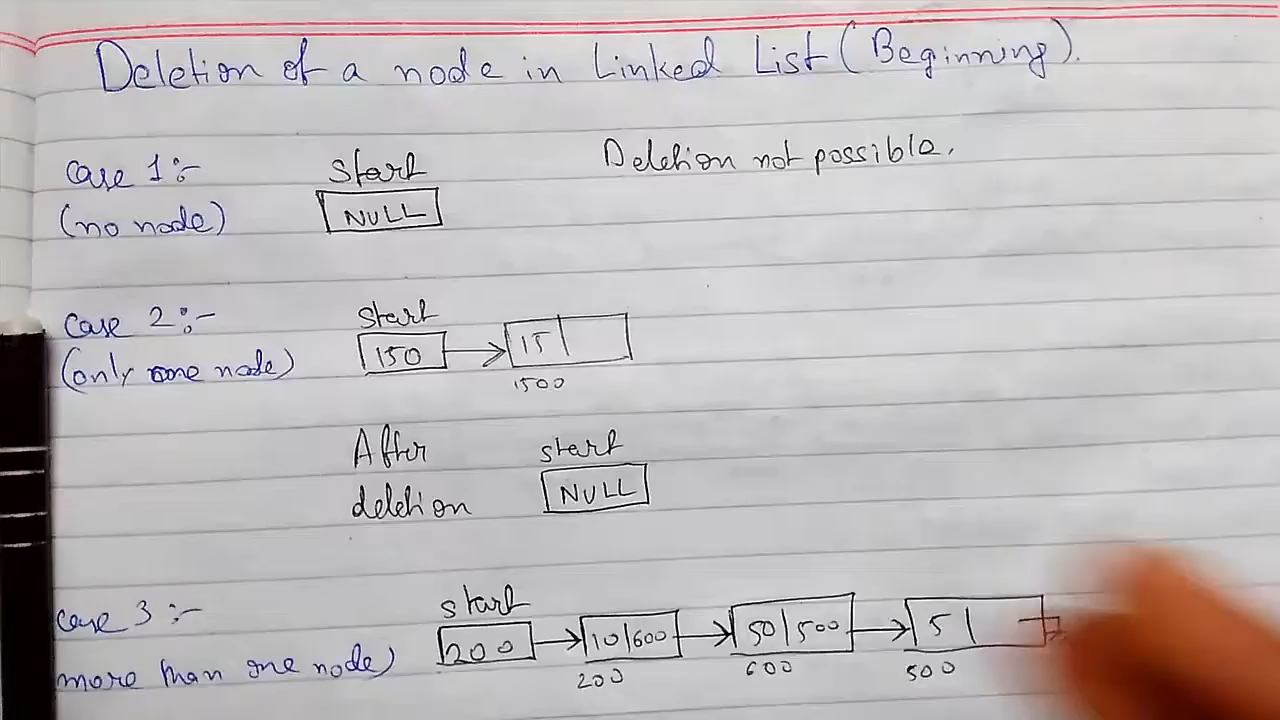 Deletion of a node in Linked List (Beginning).
Case 1:- start Deletion not possible.
(no node) NULL
Case 2:- start
(only one node) 150 15
1500
After start
deletion NULL
Case 3:- start
more than one node) 200 10 600 50 500 5
200 600 500